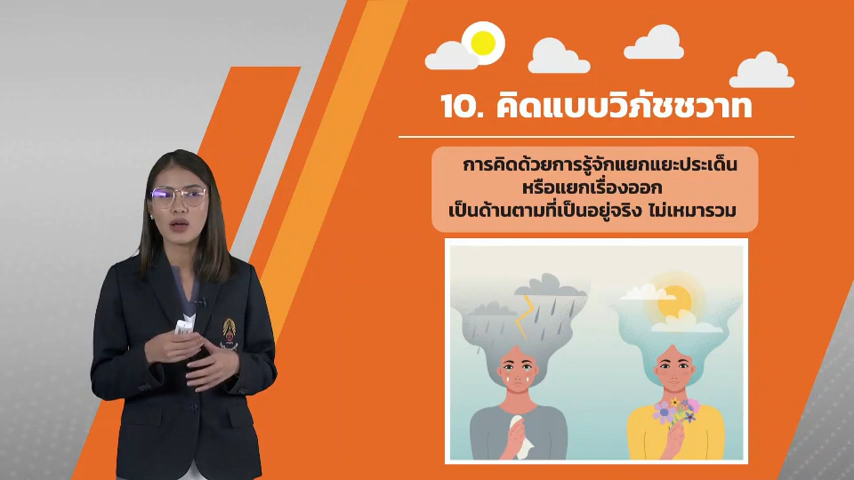 10. คิดแบบวิภัชชวาท
การคิดด้วยการรู้จักแยกแยะประเด็น
หรือแยกเรื่องออก
เป็นด้านตามที่เป็นอยู่จริง ไม่เหมารวม